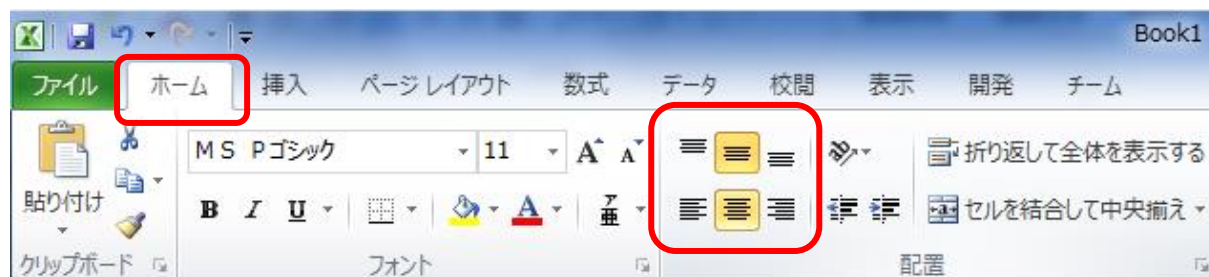 Book1
ファイル ホーム 挿入 ページ レイアウト 数式 データ 校閲 表示 開発 チーム
ＭＳ Ｐゴシック 11 A A 折り返して全体を表示する
貼り付け B I U A ア亜 セルを結合して中央揃え
クリップボード フォント 配置